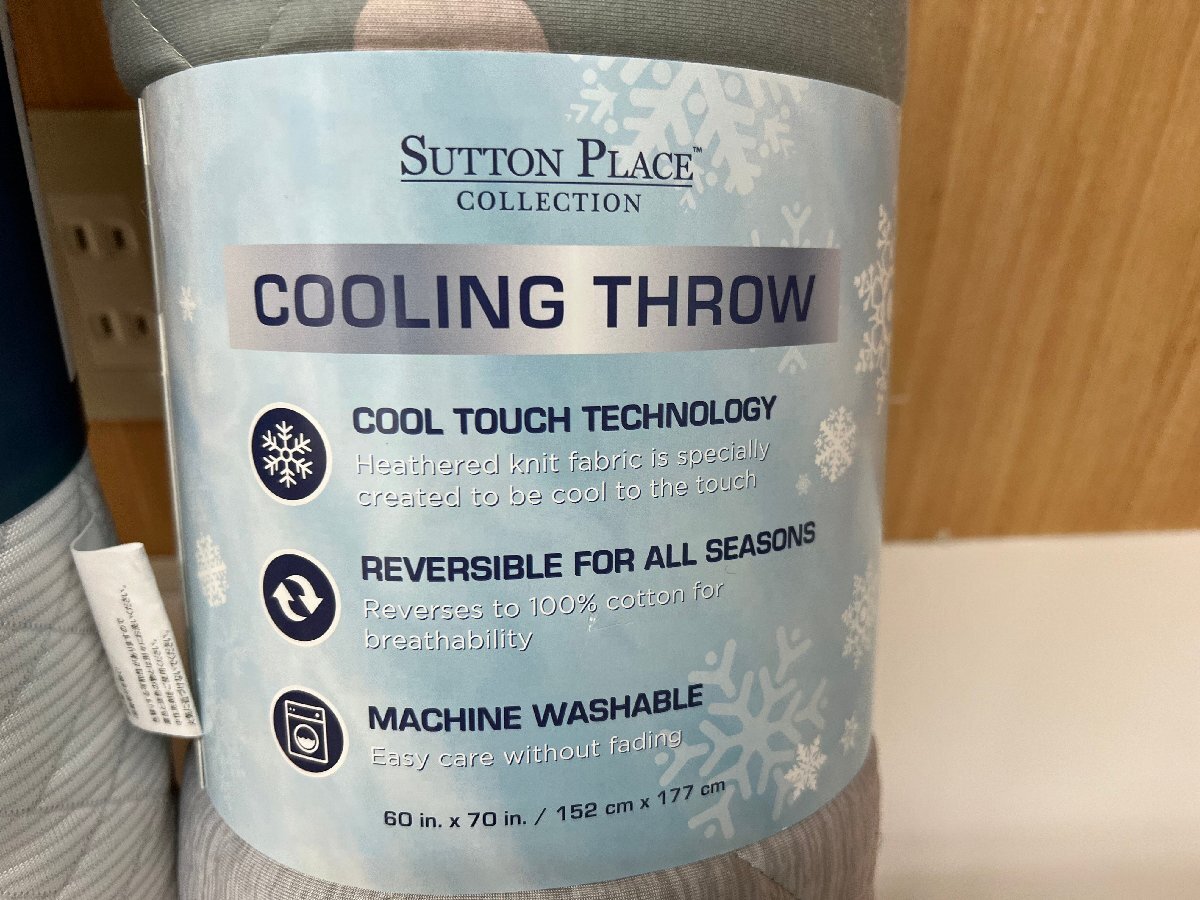 SUTTON PLACE™
COLLECTION
COOLING THROW
COOL TOUCH TECHNOLOGY
Heathered knit fabric is specially
created to be cool to the touch
REVERSIBLE FOR ALL SEASONS
Reverses to 100% cotton for
breathability
MACHINE WASHABLE
Easy care without fading
60 in. x 70 in. / 152 cm x 177 cm